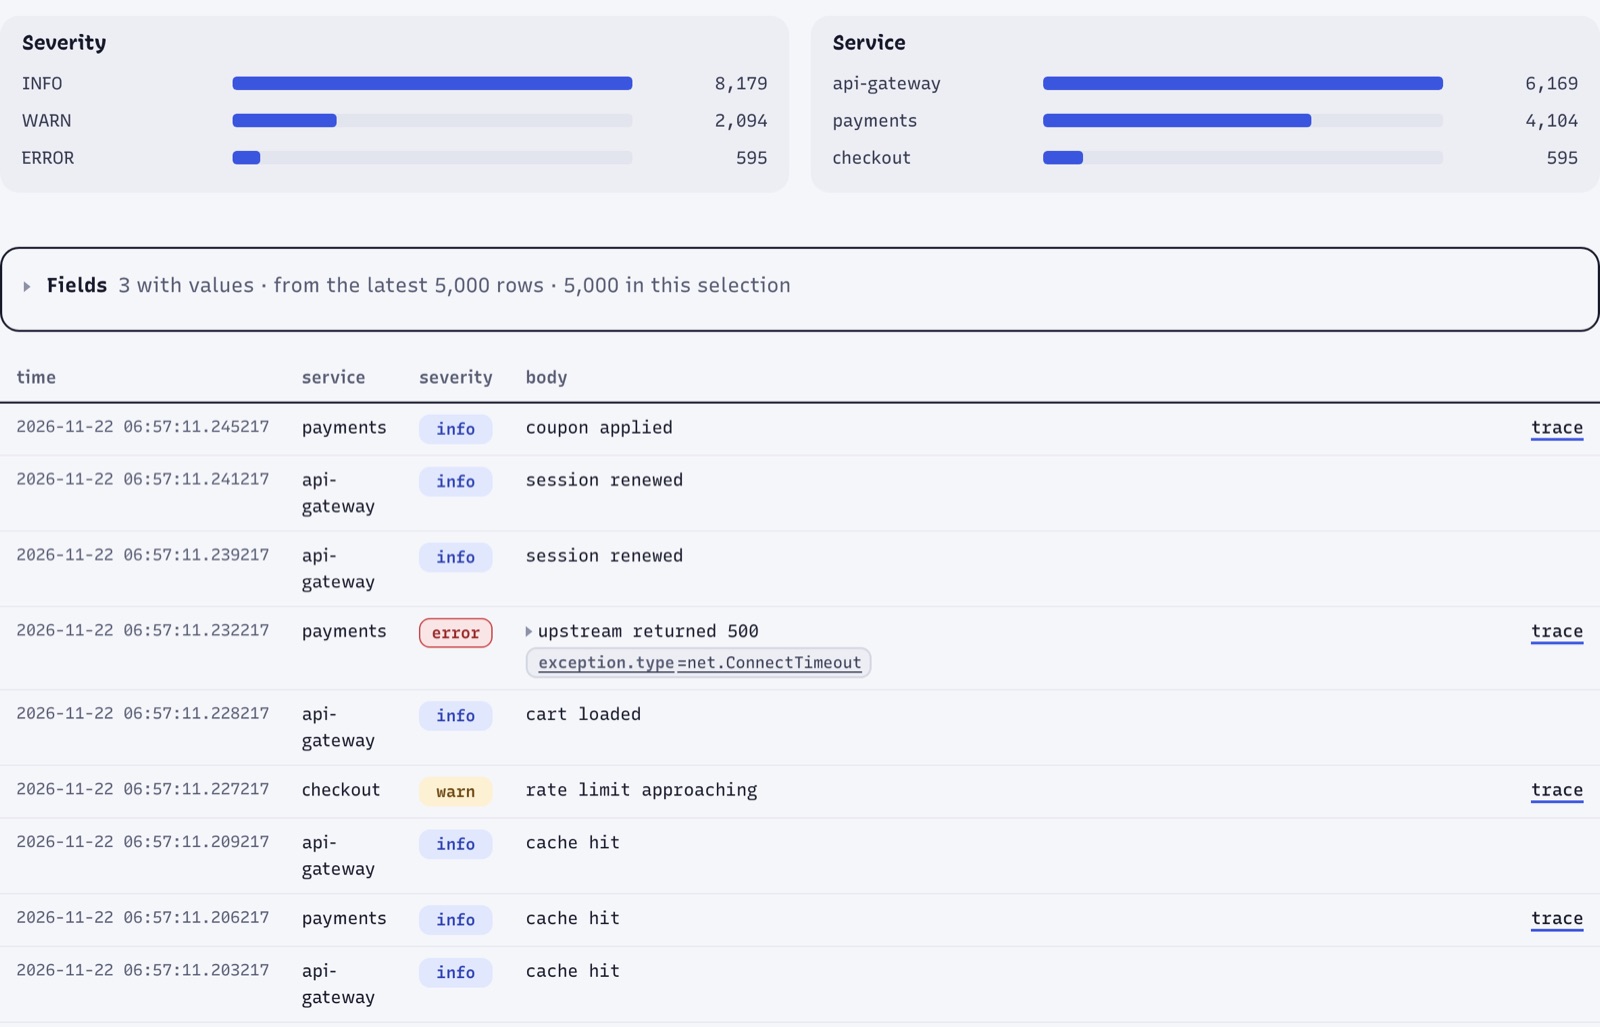 Severity
INFO 8,179
WARN 2,094
ERROR 595
Service
api-gateway 6,169
payments 4,104
checkout 595
Fields 3 with values · from the latest 5,000 rows · 5,000 in this selection
time service severity body
2026-11-22 06:57:11.245217 payments info coupon applied trace
2026-11-22 06:57:11.241217 api- info session renewed
gateway
2026-11-22 06:57:11.239217 api- info session renewed
gateway
2026-11-22 06:57:11.232217 payments error upstream returned 500 trace
exception.type=net.ConnectTimeout
2026-11-22 06:57:11.228217 api- info cart loaded
gateway
2026-11-22 06:57:11.227217 checkout warn rate limit approaching trace
2026-11-22 06:57:11.209217 api- info cache hit
gateway
2026-11-22 06:57:11.206217 payments info cache hit trace
2026-11-22 06:57:11.203217 api- info cache hit
gateway